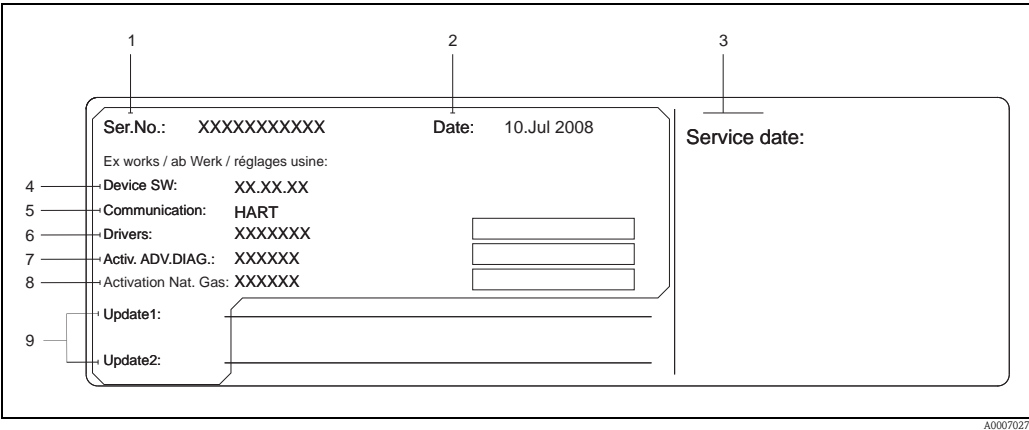 1 2 3
Ser.No.: XXXXXXXXXXX Date: 10.Jul 2008
Service date:
Ex works / ab Werk / réglages usine:
4 Device SW: XX.XX.XX
5 Communication: HART
6 Drivers: XXXXXXX
7 Activ. ADV.DIAG.: XXXXXX
8 Activation Nat. Gas: XXXXXX
Update1:
9
Update2:
A0007027